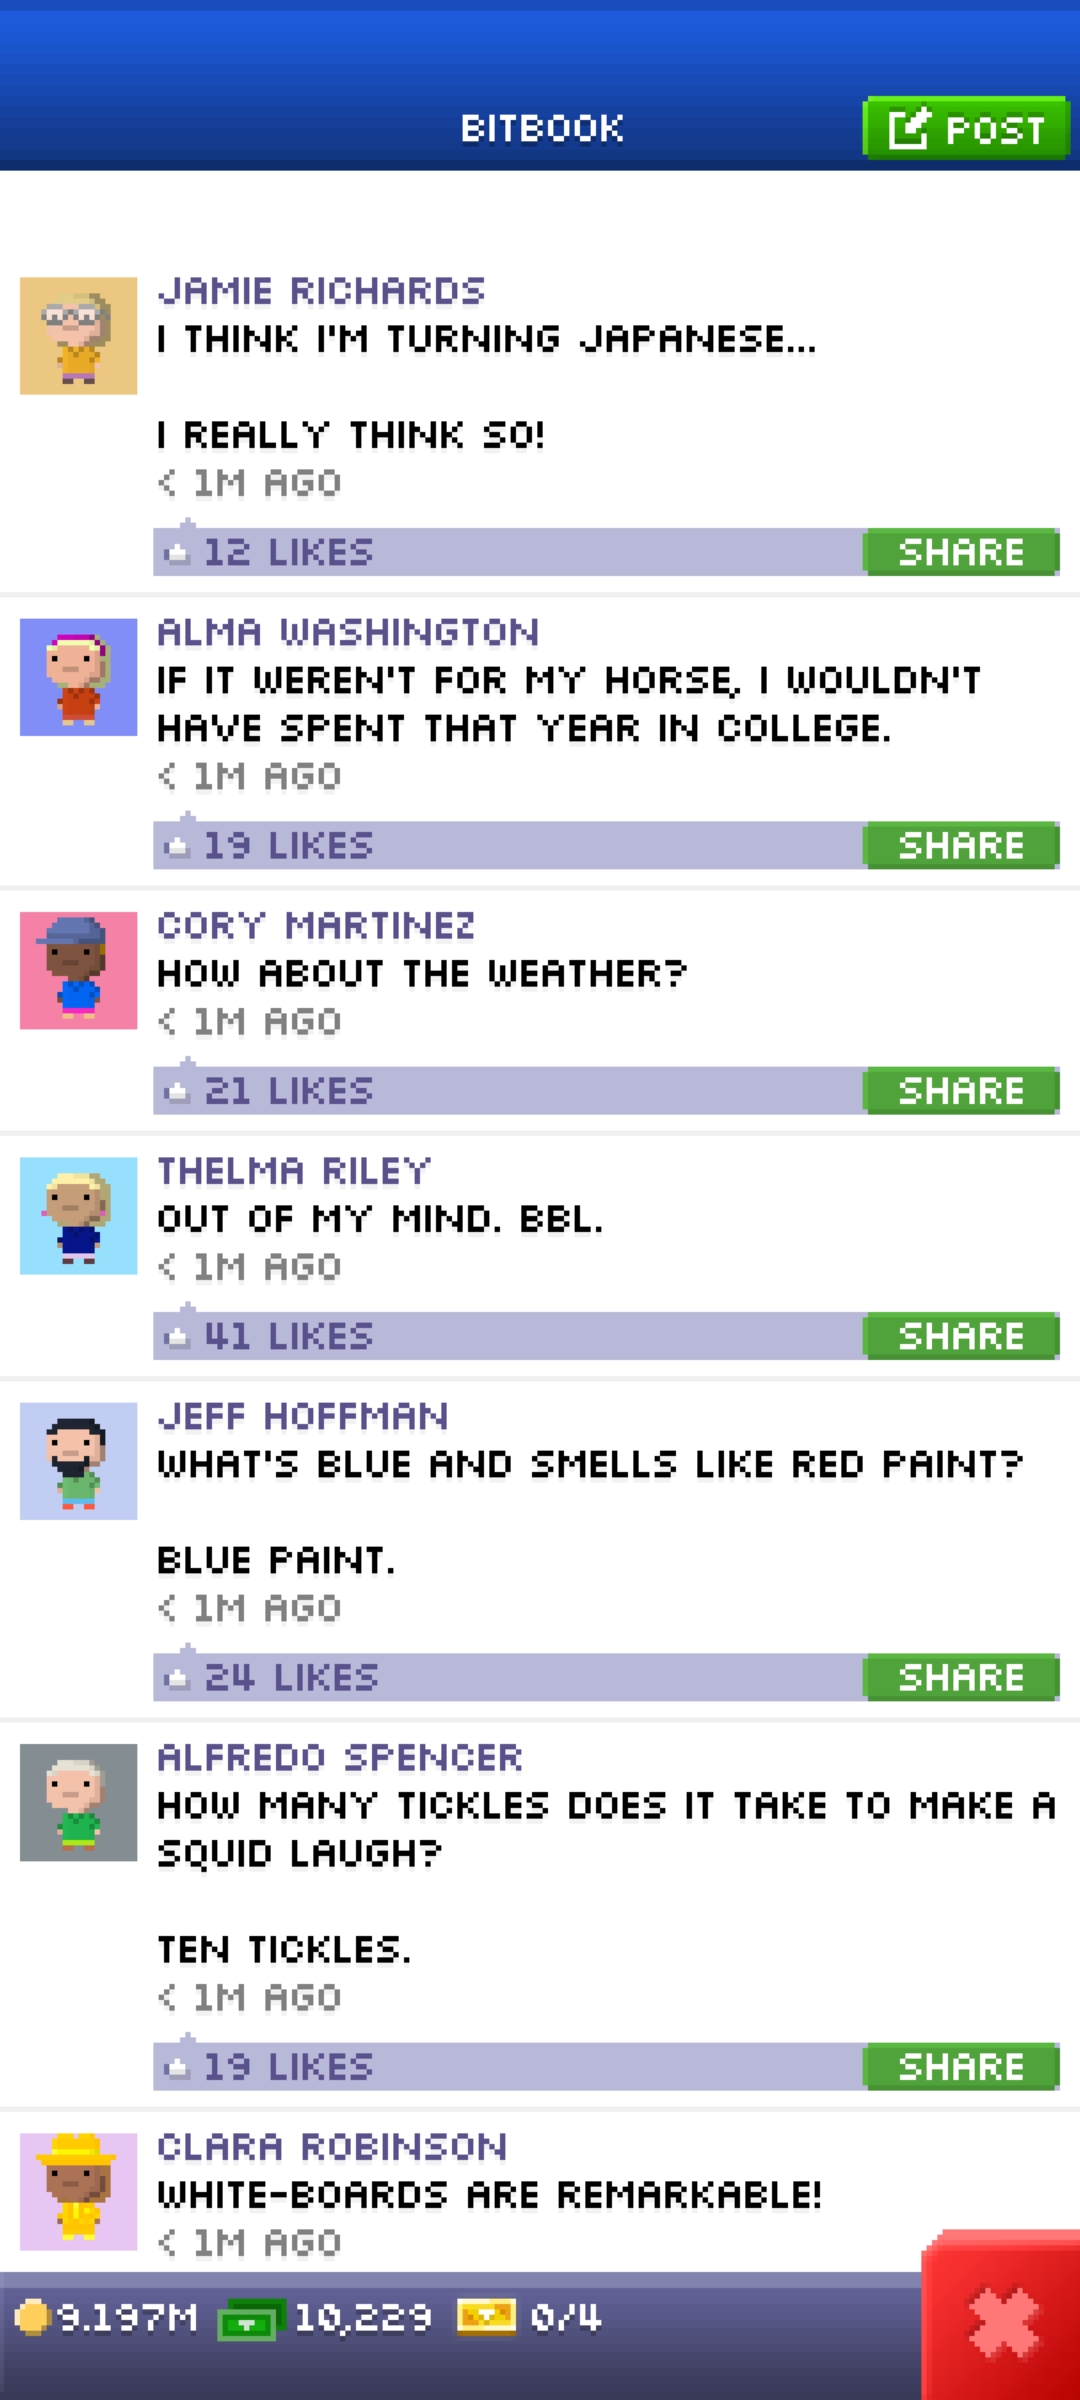 BITBOOK
POST
JAMIE RICHARDS
I THINK I'M TURNING JAPANESE...
I REALLY THINK SO!
< 1M AGO
12 LIKES
SHARE
ALMA WASHINGTON
IF IT WEREN'T FOR MY HORSE, I WOULDN'T
HAVE SPENT THAT YEAR IN COLLEGE.
< 1M AGO
19 LIKES
SHARE
CORY MARTINEZ
HOW ABOUT THE WEATHER?
< 1M AGO
21 LIKES
SHARE
THELMA RILEY
OUT OF MY MIND. BBL.
< 1M AGO
41 LIKES
SHARE
JEFF HOFFMAN
WHAT'S BLUE AND SMELLS LIKE RED PAINT?
BLUE PAINT.
< 1M AGO
24 LIKES
SHARE
ALFREDO SPENCER
HOW MANY TICKLES DOES IT TAKE TO MAKE A
SQUID LAUGH?
TEN TICKLES.
< 1M AGO
19 LIKES
SHARE
CLARA ROBINSON
WHITE-BOARDS ARE REMARKABLE!
< 1M AGO
9.197M
10,229
0/4